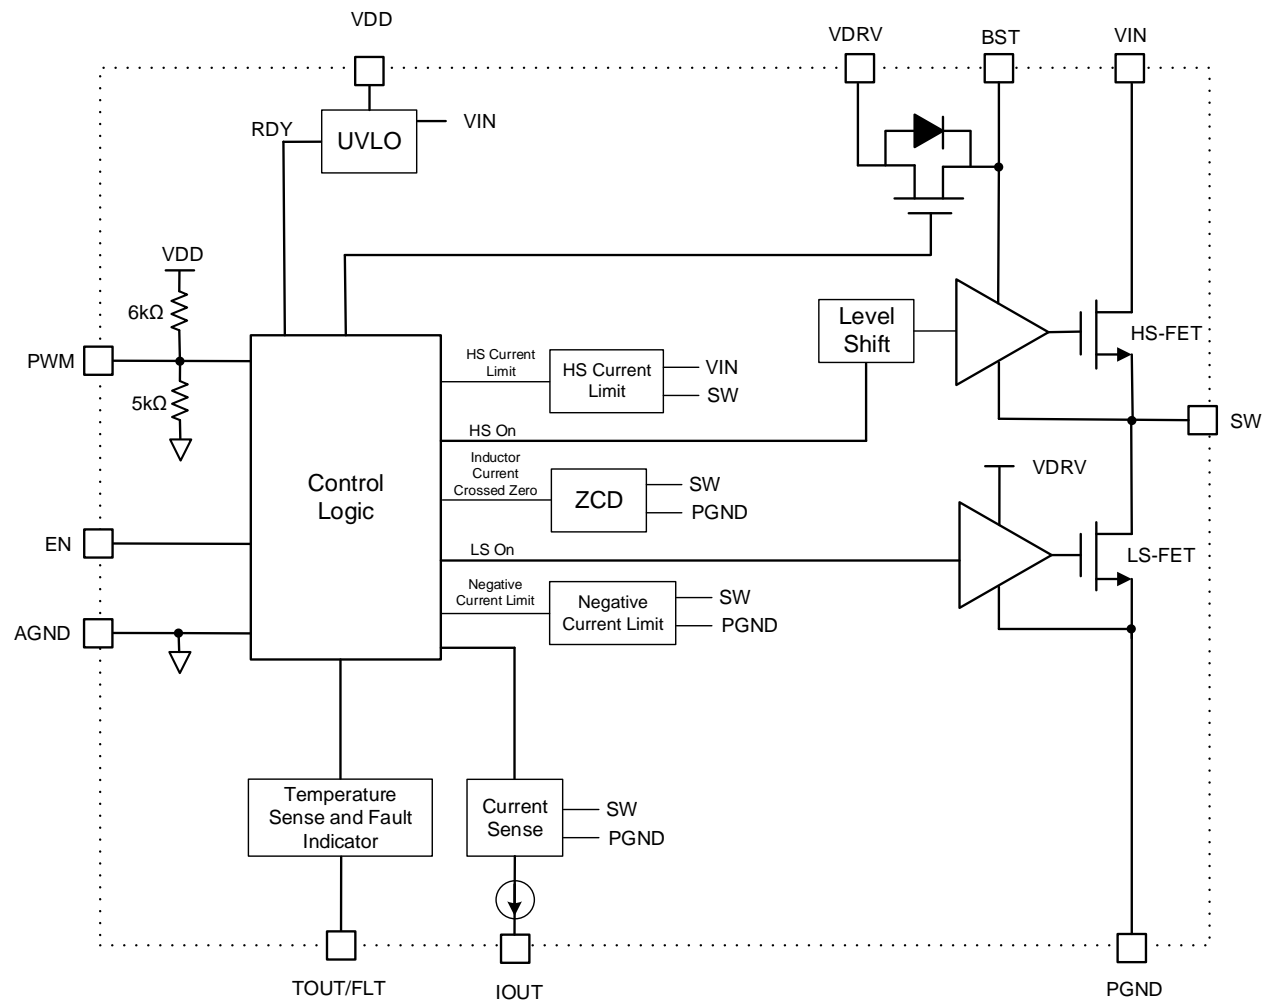 VDD
VDRV
BST
VIN
RDY
UVLO
VIN
VDD
6kΩ
PWM
5kΩ
Level
Shift
HS-FET
HS Current
Limit
HS Current
Limit
VIN
SW
SW
HS On
Control
Logic
Inductor
Current
Crossed Zero
ZCD
SW
PGND
VDRV
EN
LS On
LS-FET
Negative
Current Limit
Negative
Current Limit
SW
PGND
AGND
Temperature
Sense and Fault
Indicator
Current
Sense
SW
PGND
TOUT/FLT
IOUT
PGND